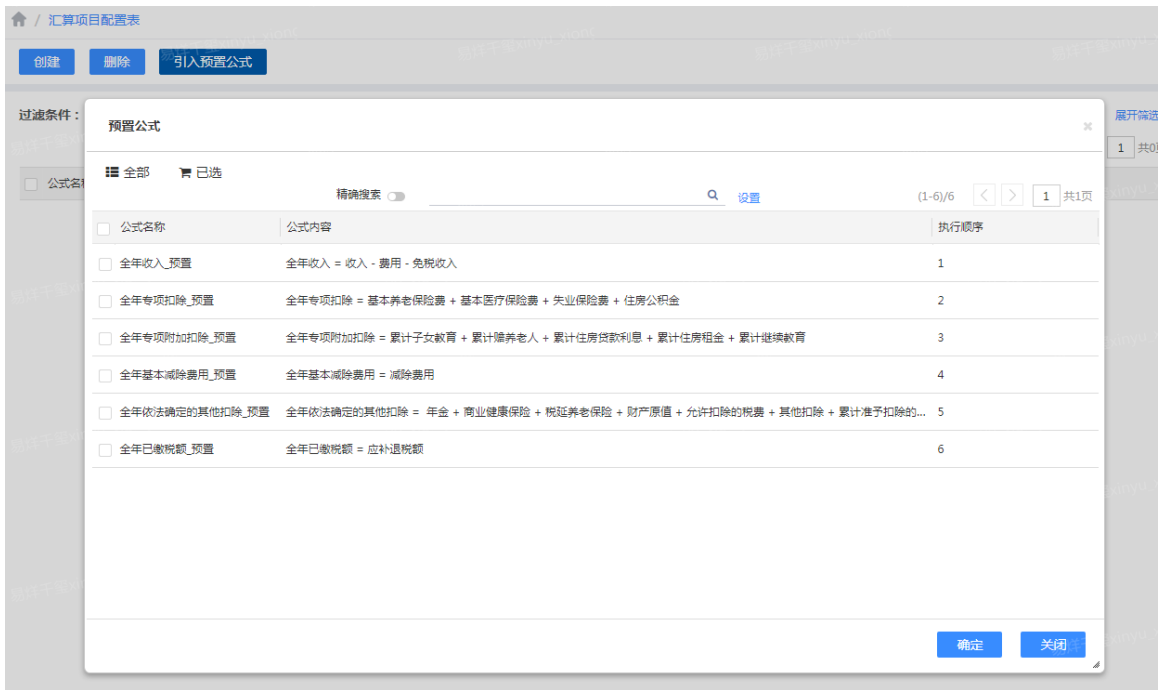 / 汇算项目配置表
创建 删除 引入预置公式
过滤条件： 展开筛选
预置公式
1 共0页
全部 已选
公式名称
精确搜索 设置 (1-6)/6 1 共1页
公式名称 公式内容 执行顺序
全年收入_预置 全年收入 = 收入 - 费用 - 免税收入 1
全年专项扣除_预置 全年专项扣除 = 基本养老保险费 + 基本医疗保险费 + 失业保险费 + 住房公积金 2
全年专项附加扣除_预置 全年专项附加扣除 = 累计子女教育 + 累计赡养老人 + 累计住房贷款利息 + 累计住房租金 + 累计继续教育 3
全年基本减除费用_预置 全年基本减除费用 = 减除费用 4
全年依法确定的其他扣除_预置 全年依法确定的其他扣除 = 年金 + 商业健康保险 + 税延养老保险 + 财产原值 + 允许扣除的税费 + 其他扣除 + 累计准予扣除的... 5
全年已缴税额_预置 全年已缴税额 = 应补退税额 6
确定 关闭